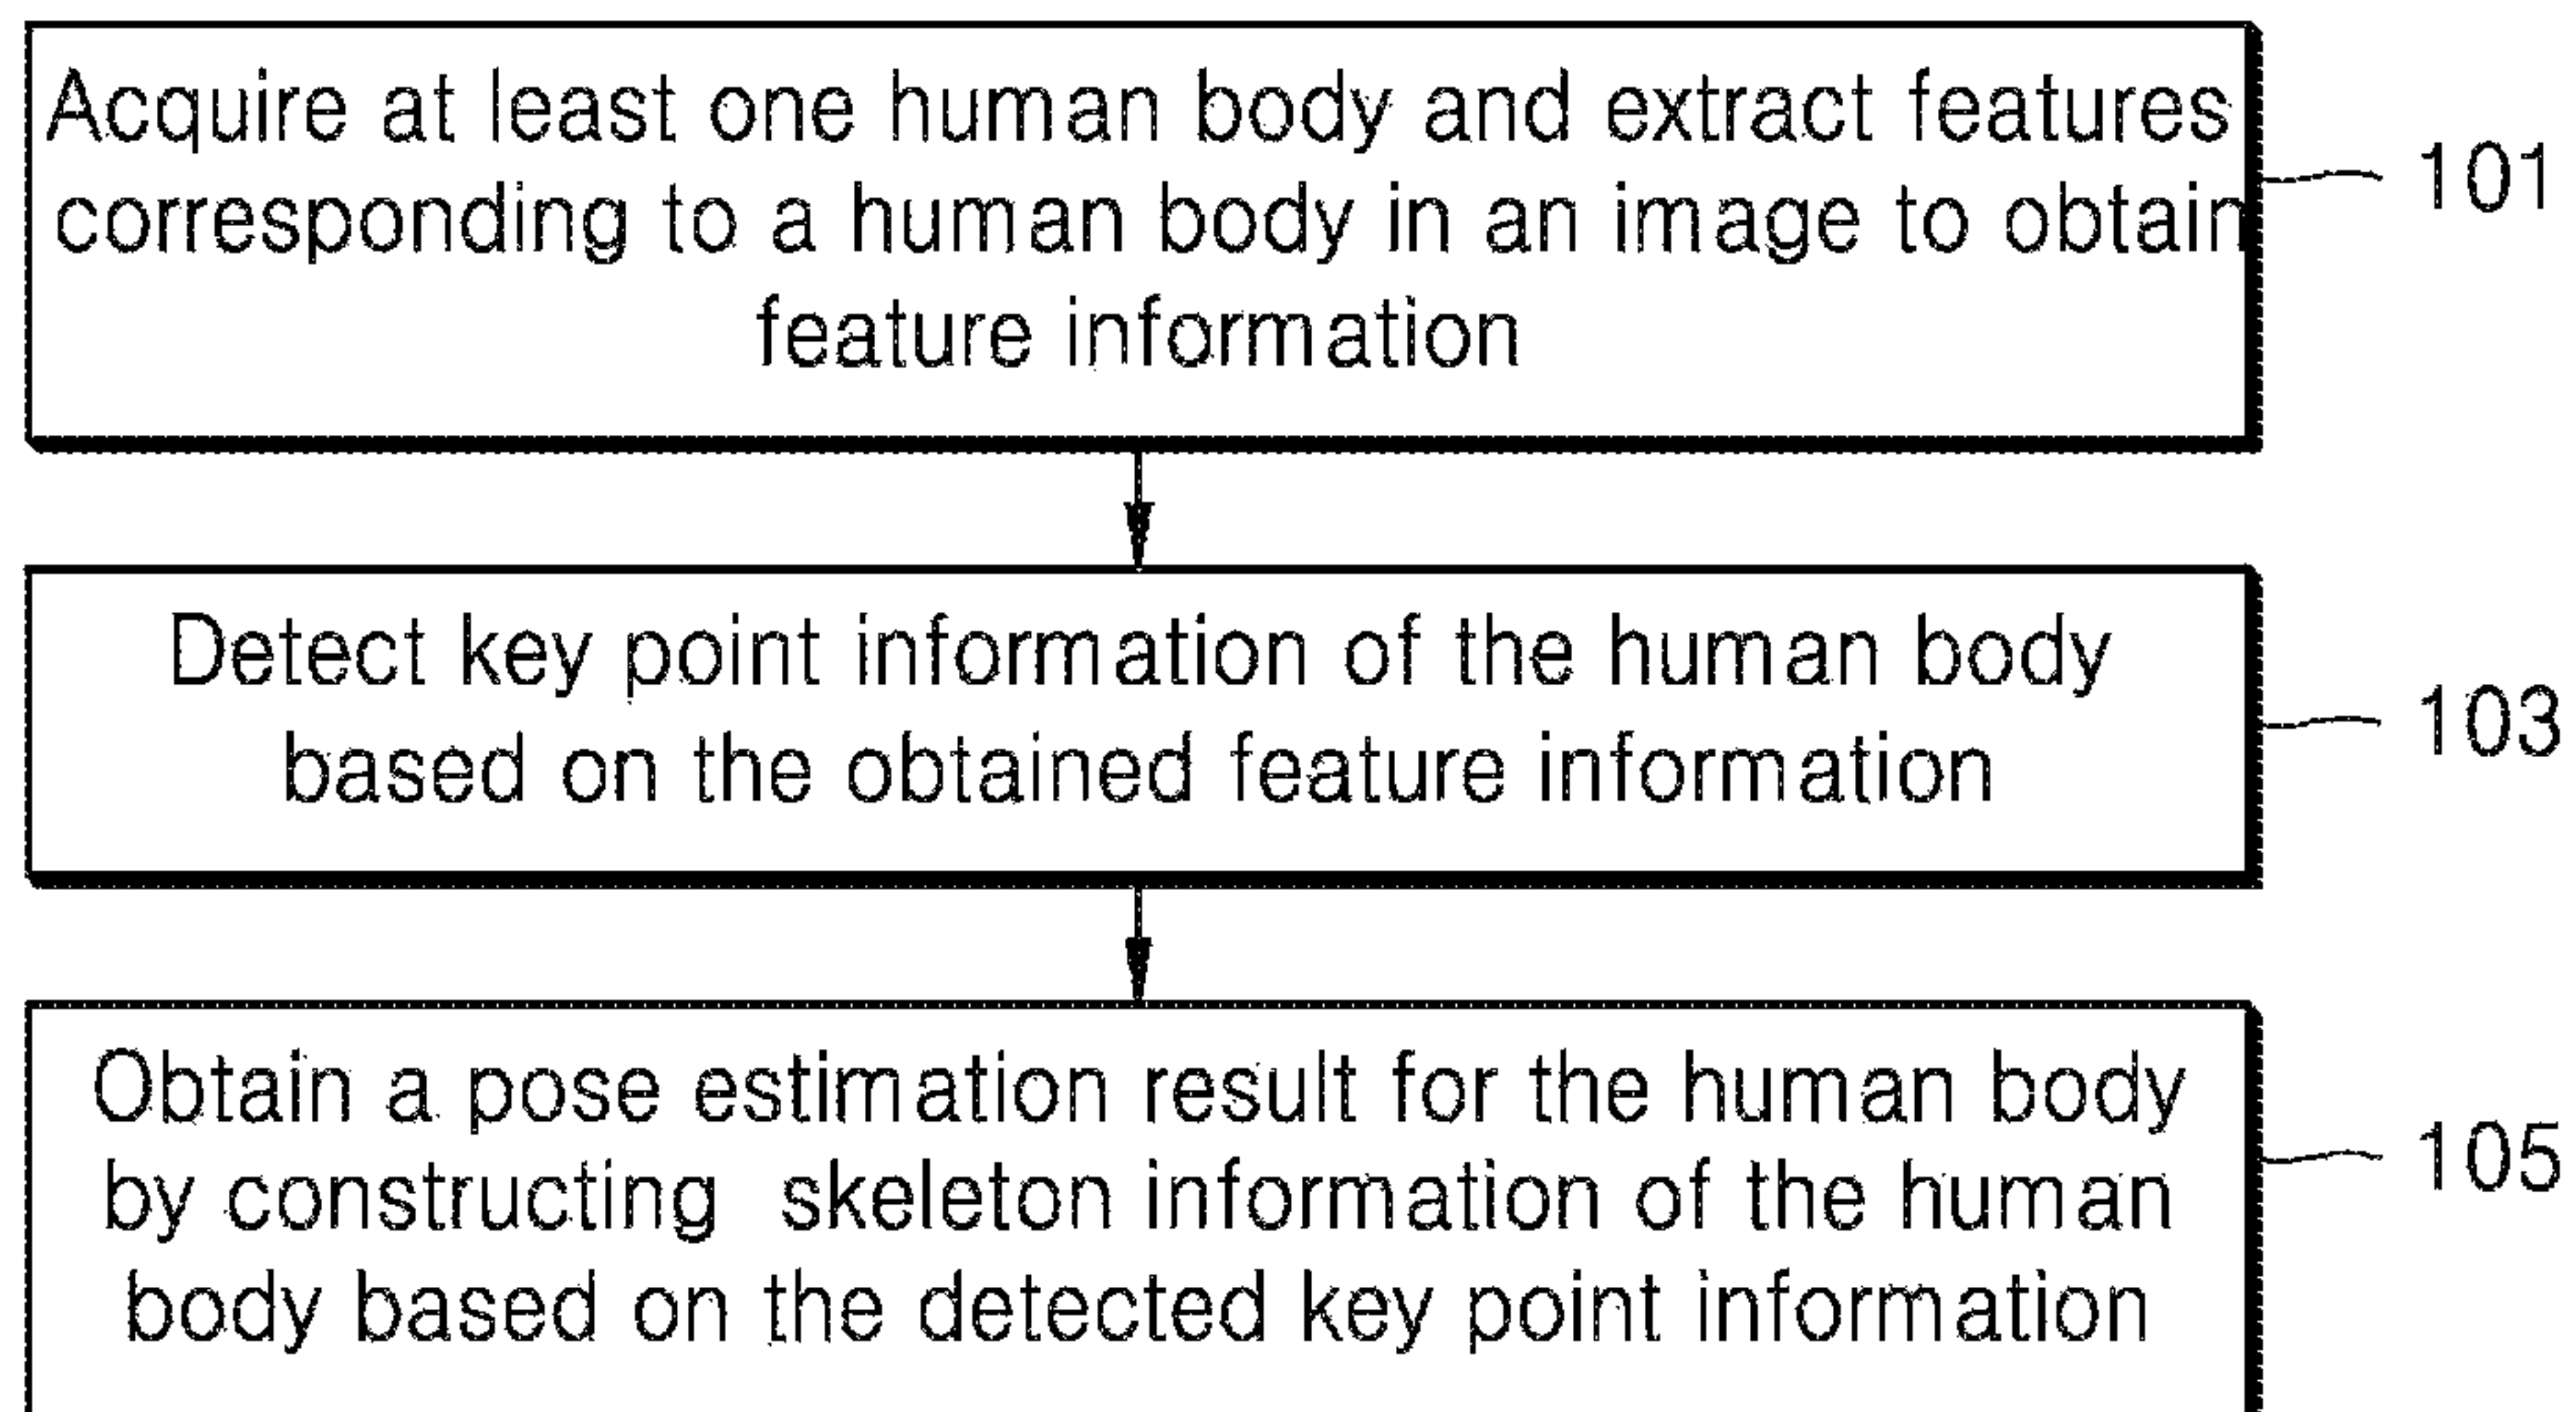 Acquire at least one human body and extract features
corresponding to a human body in an image to obtain
feature information
101
Detect key point information of the human body
based on the obtained feature information
103
Obtain a pose estimation result for the human body
by constructing skeleton information of the human
body based on the detected key point information
105